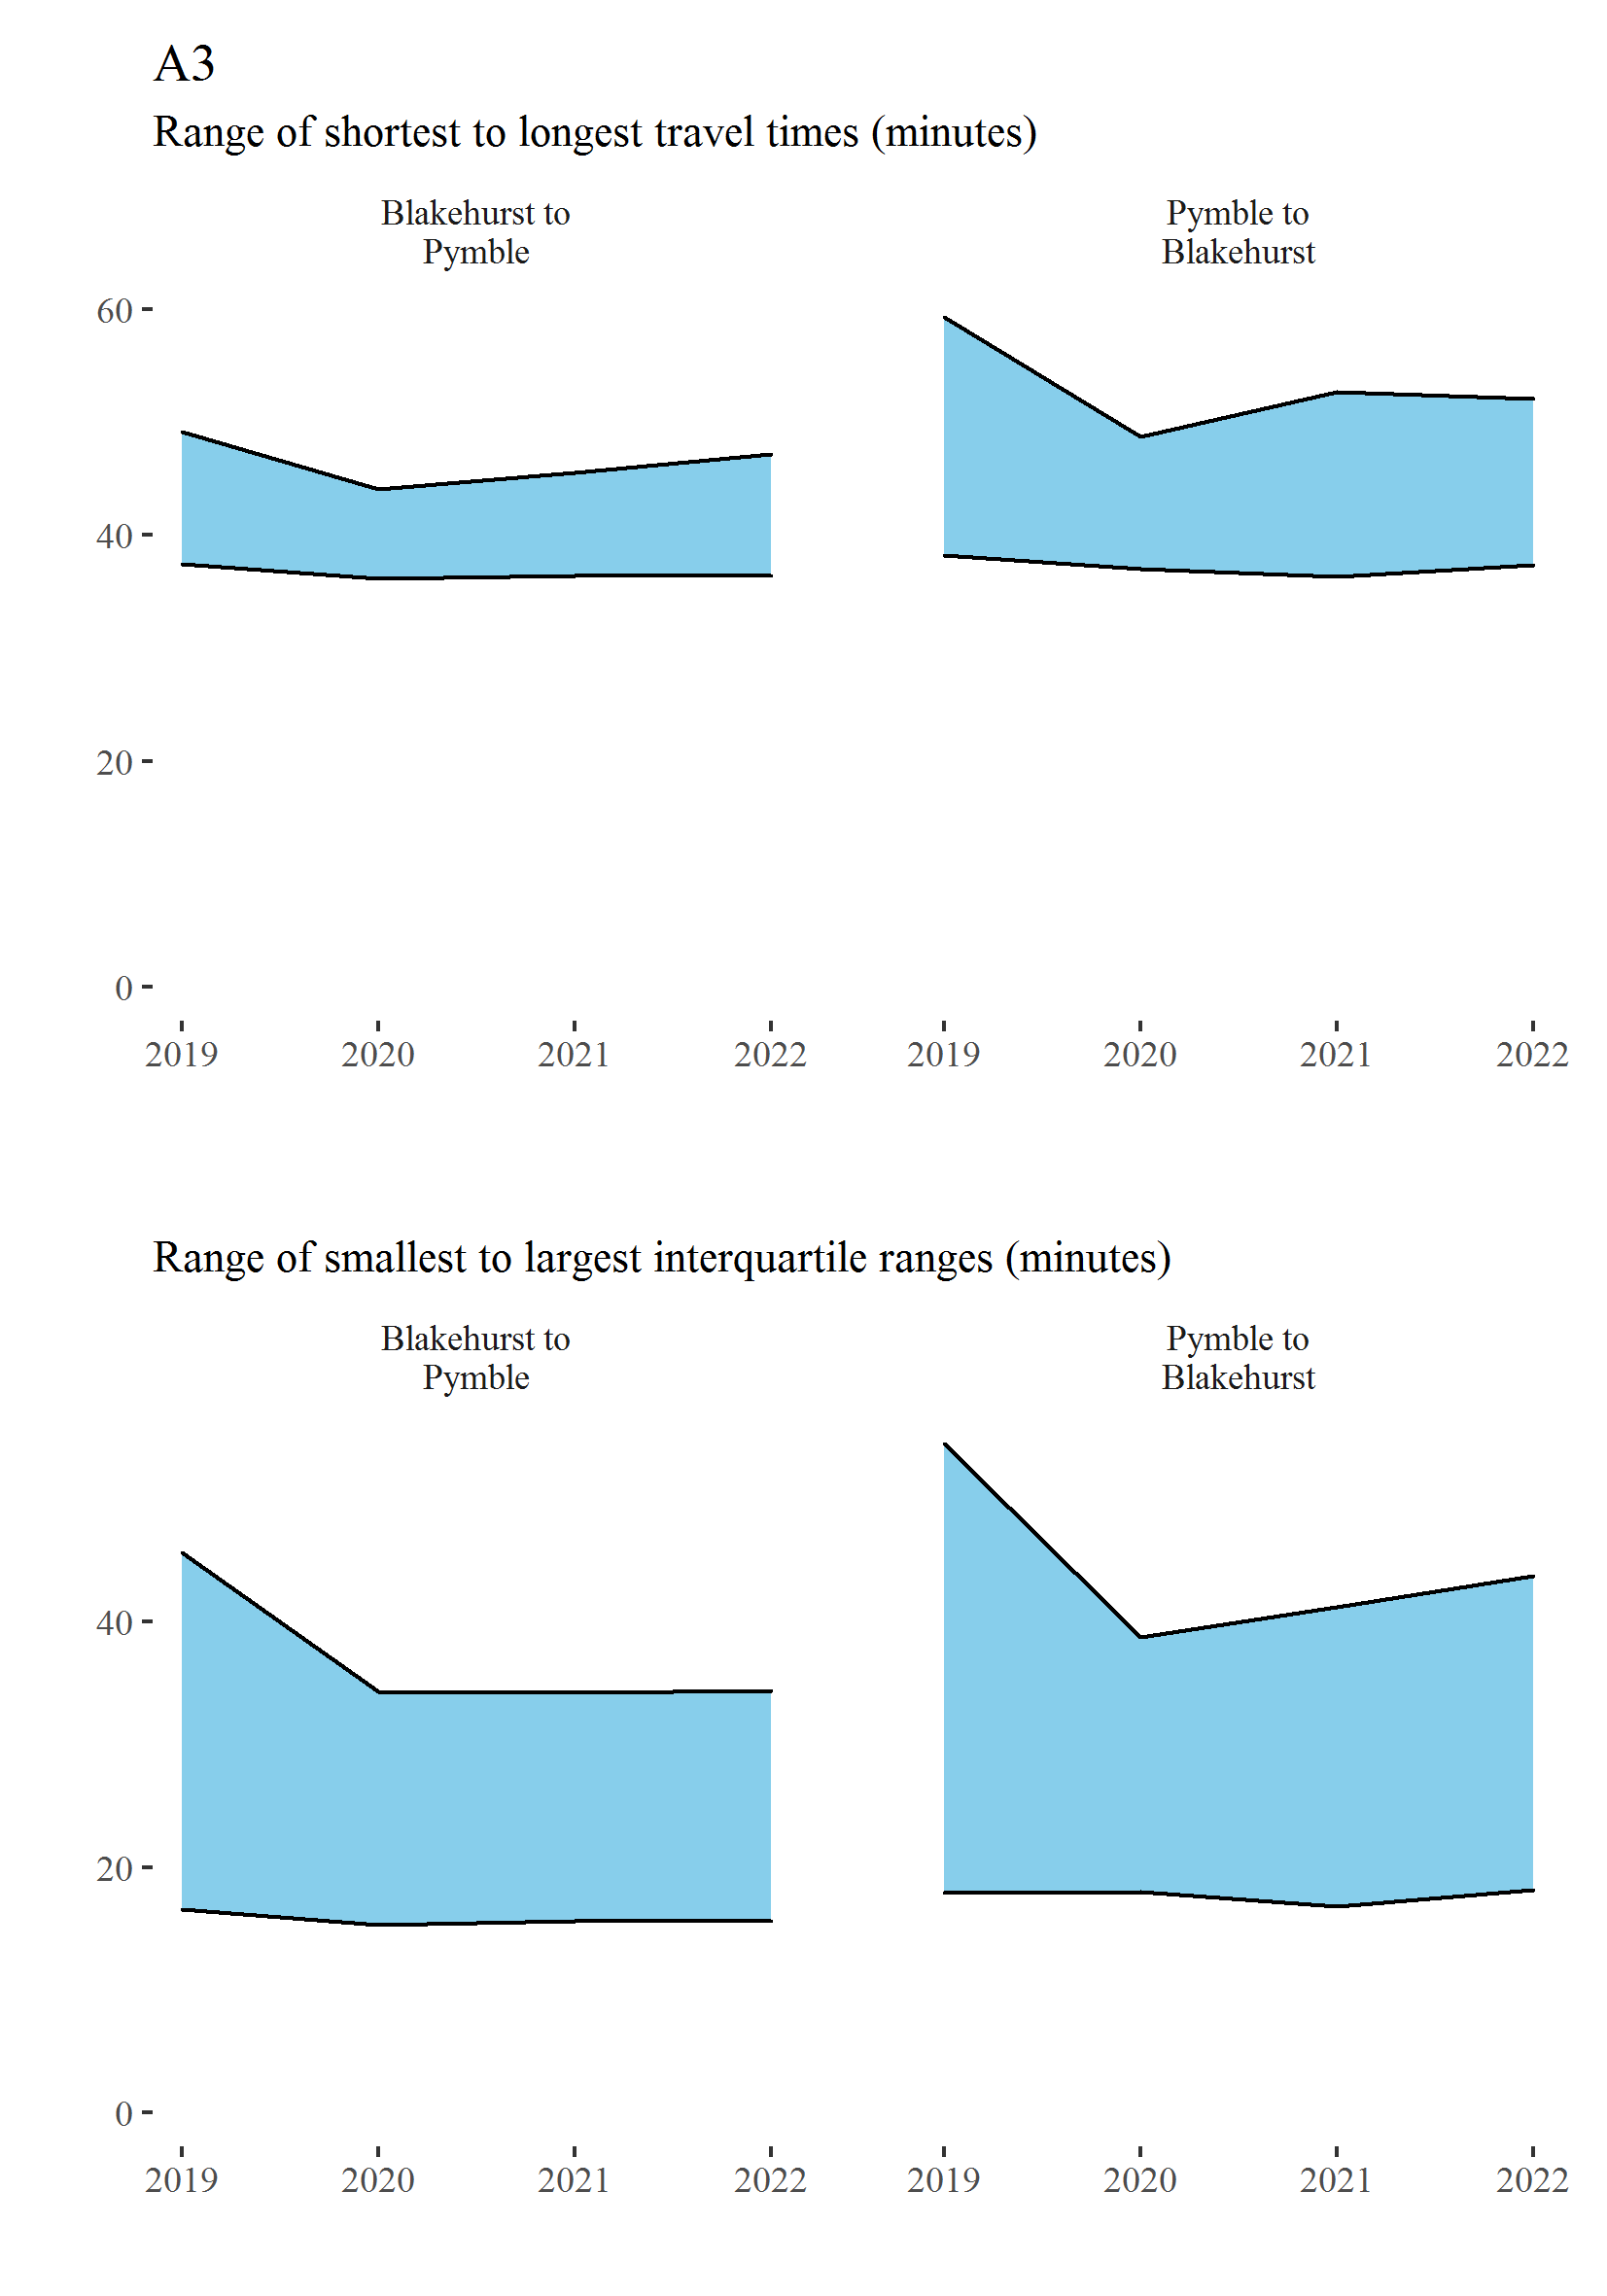 A3
Range of shortest to longest travel times (minutes)
Blakehurst to
Pymble
Pymble to
Blakehurst
60
40
20
0
2019 2020 2021 2022 2019 2020 2021 2022
Range of smallest to largest interquartile ranges (minutes)
Blakehurst to
Pymble
Pymble to
Blakehurst
40
20
0
2019 2020 2021 2022 2019 2020 2021 2022